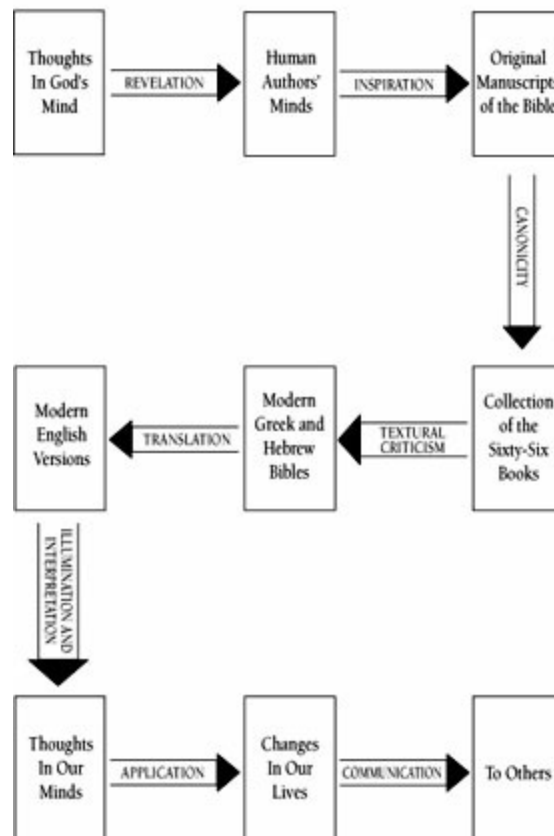 Thoughts
In God's
Mind
REVELATION
Human
Authors'
Minds
INSPIRATION
Original
Manuscripts
of the Bible
CANONICITY
Collection
of the
Sixty-Six
Books
TEXTURAL
CRITICISM
Modern
Greek and
Hebrew
Bibles
TRANSLATION
Modern
English
Versions
ILLUMINATION AND
INTERPRETATION
Thoughts
In Our
Minds
APPLICATION
Changes
In Our
Lives
COMMUNICATION
To Others